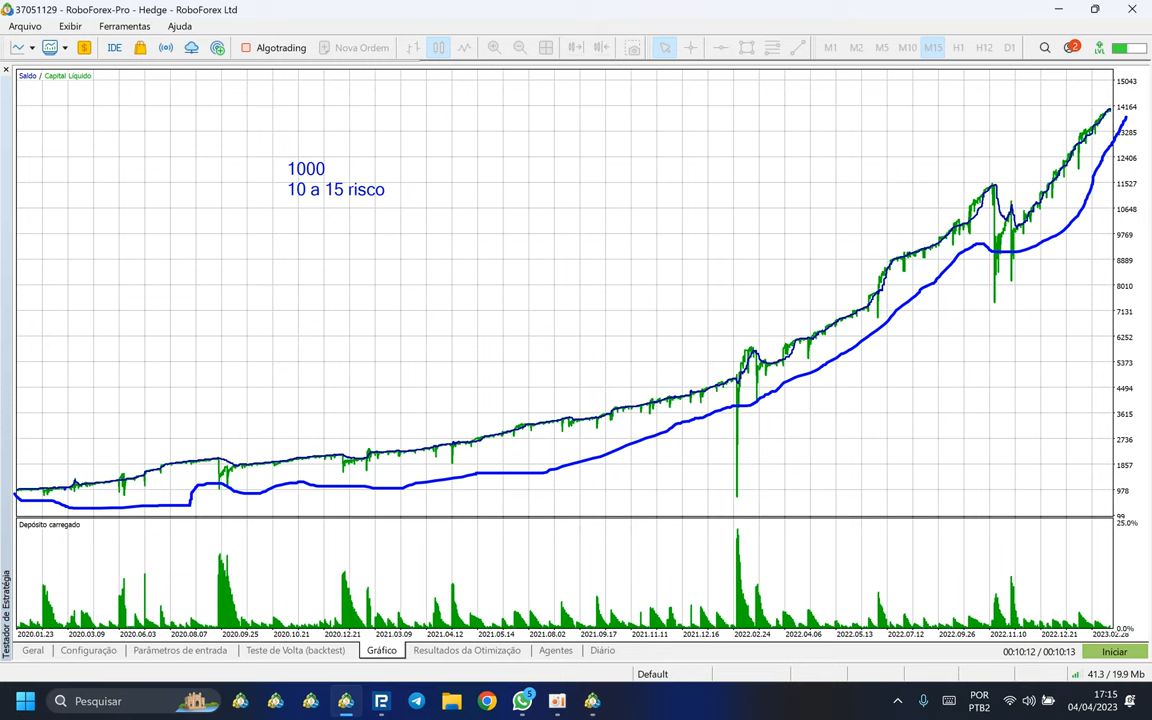 37051129 - RoboForex-Pro - Hedge - RoboForex Ltd
Arquivo Exibir Ferramentas Ajuda
IDE Algotrading Nova Ordem M1 M2 M5 M10 M15 H1 H12 D1 2 LVL
Saldo / Capital Líquido
15043
14164
13285
12406
11527
10648
9769
8889
8010
7131
6252
5373
4494
3615
2736
1857
978
99
1000
10 a 15 risco
Depósito carregado
25.0%
0.0%
2020.01.23 2020.03.09 2020.06.03 2020.08.07 2020.09.25 2020.10.21 2020.12.21 2021.03.09 2021.04.12 2021.05.14 2021.08.02 2021.09.17 2021.11.11 2021.12.16 2022.02.24 2022.04.06 2022.05.13 2022.07.12 2022.09.26 2022.11.10 2022.12.21 2023.02.28
Testador de Estratégia
Geral Configuração Parâmetros de entrada Teste de Volta (backtest) Gráfico Resultados da Otimização Agentes Diário 00:10:12 / 00:10:13 Iniciar
Default 41.3 / 19.9 Mb
Pesquisar 5 POR 17:15
PTB2 04/04/2023